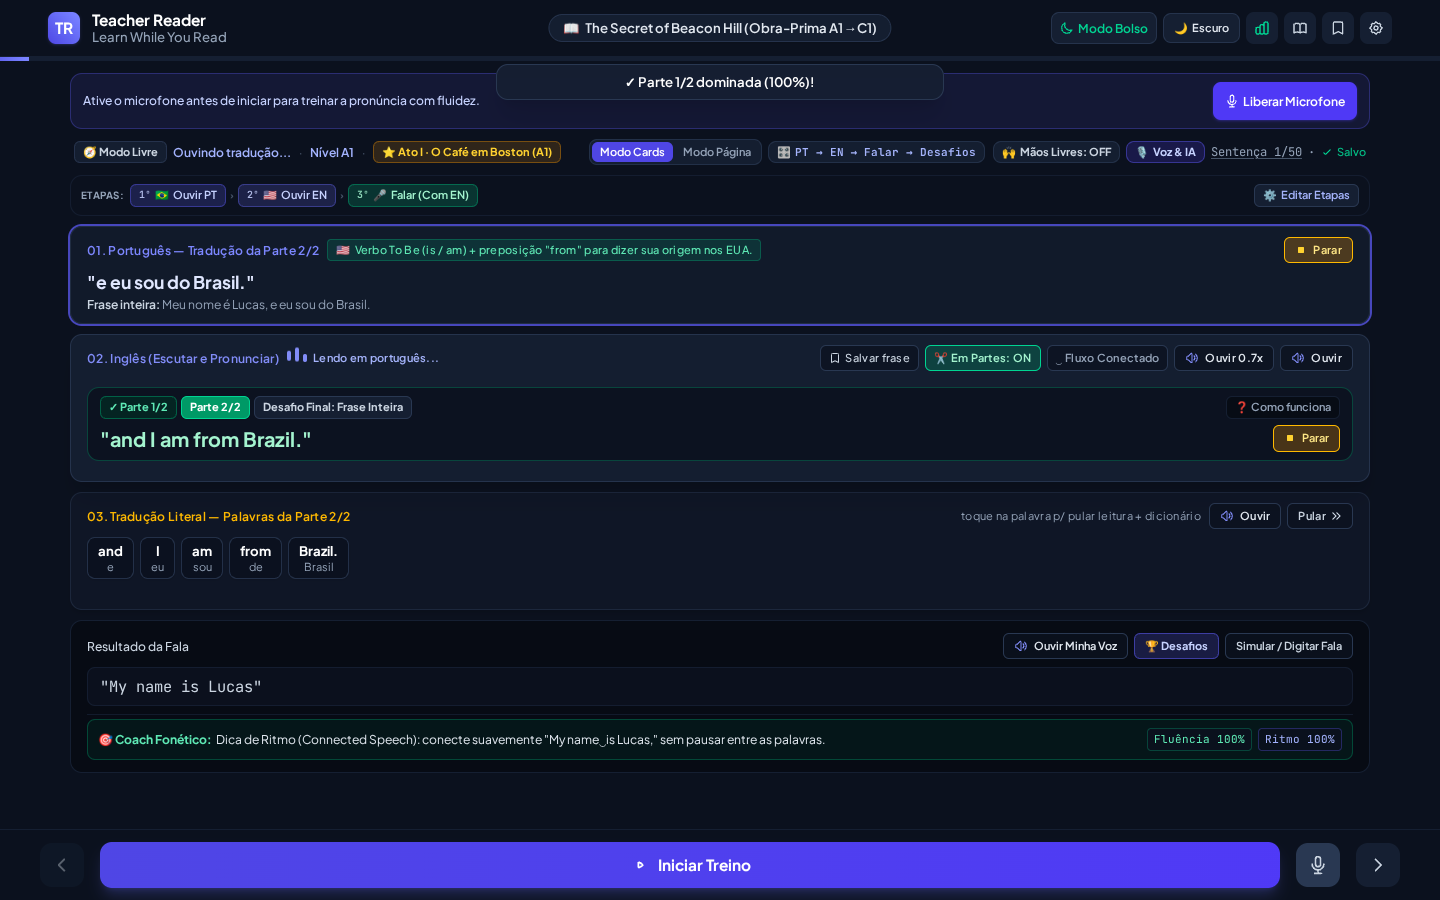 TR
Teacher Reader
Learn While You Read
📖 The Secret of Beacon Hill (Obra-Prima A1→C1)
Modo Bolso
🌙 Escuro
✓ Parte 1/2 dominada (100%)!
Ative o microfone antes de iniciar para treinar a pronúncia com fluidez.
Liberar Microfone
🧭 Modo Livre Ouvindo tradução... · Nível A1 · ⭐ Ato I · O Café em Boston (A1)
Modo Cards Modo Página
🎛️ PT → EN → Falar → Desafios
🙌 Mãos Livres: OFF
🎙️ Voz & IA
Sentença 1/50 · ✓ Salvo
ETAPAS: 1° 🇧🇷 Ouvir PT › 2° 🇺🇸 Ouvir EN › 3° 🎤 Falar (Com EN)
⚙️ Editar Etapas
01. Português — Tradução da Parte 2/2
🇺🇸 Verbo To Be (is / am) + preposição "from" para dizer sua origem nos EUA.
Parar
"e eu sou do Brasil."
Frase inteira: Meu nome é Lucas, e eu sou do Brasil.
02. Inglês (Escutar e Pronunciar) Lendo em português...
Salvar frase
✂️ Em Partes: ON
‿ Fluxo Conectado
Ouvir 0.7x
Ouvir
✓ Parte 1/2 Parte 2/2 Desafio Final: Frase Inteira
❓ Como funciona
"and I am from Brazil."
Parar
03. Tradução Literal — Palavras da Parte 2/2
toque na palavra p/ pular leitura + dicionário
Ouvir
Pular
and I am from Brazil.
e eu sou de Brasil
Resultado da Fala
Ouvir Minha Voz
🏆 Desafios
Simular / Digitar Fala
"My name is Lucas"
🎯 Coach Fonético: Dica de Ritmo (Connected Speech): conecte suavemente "My name‿is Lucas," sem pausar entre as palavras.
Fluência 100%
Ritmo 100%
Iniciar Treino